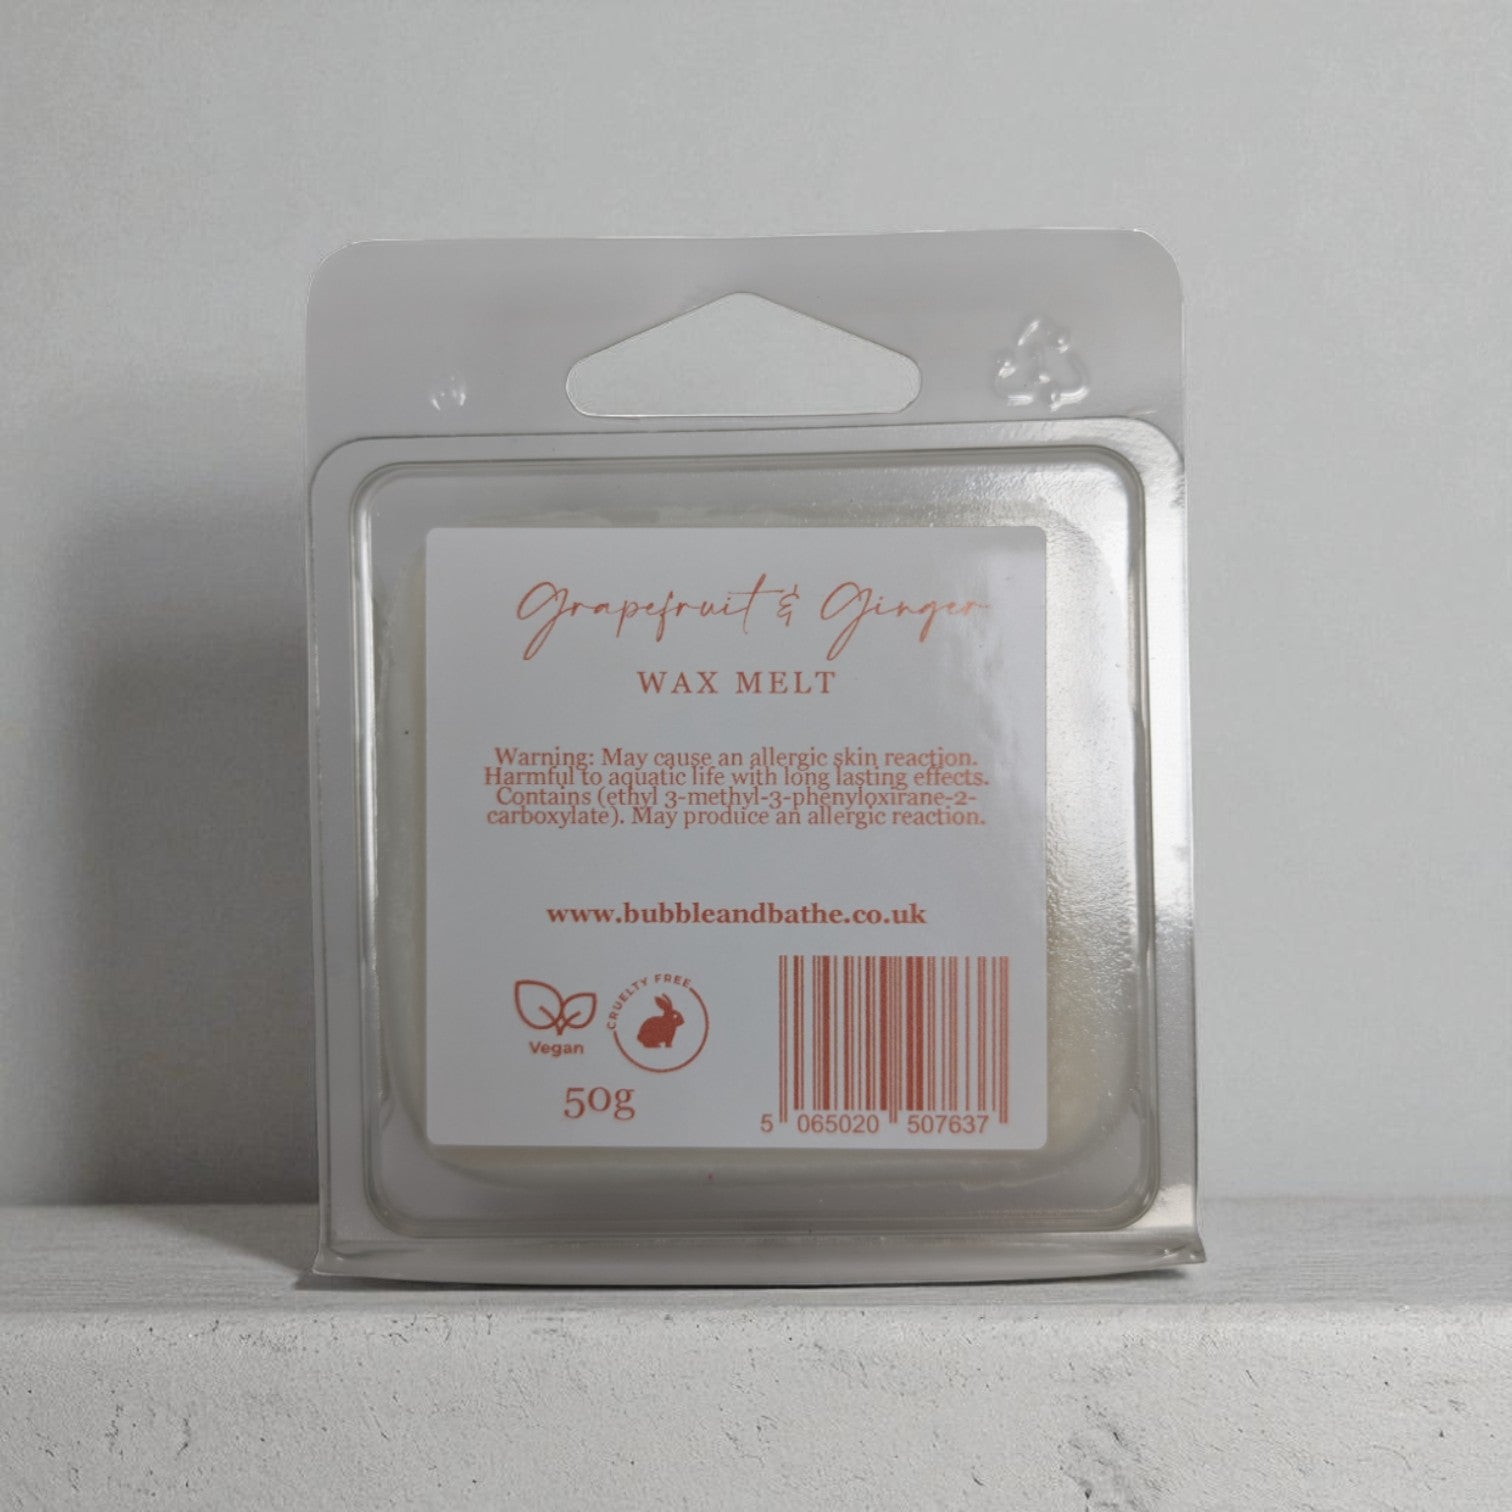 Grapefruit & Ginger
WAX MELT
Warning: May cause an allergic skin reaction.
Harmful to aquatic life with long lasting effects.
Contains (ethyl 3-methyl-3-phenyloxirane-2-
carboxylate). May produce an allergic reaction.
www.bubbleandbathe.co.uk
CRUELTY FREE
Vegan
50g
5 065020 507637